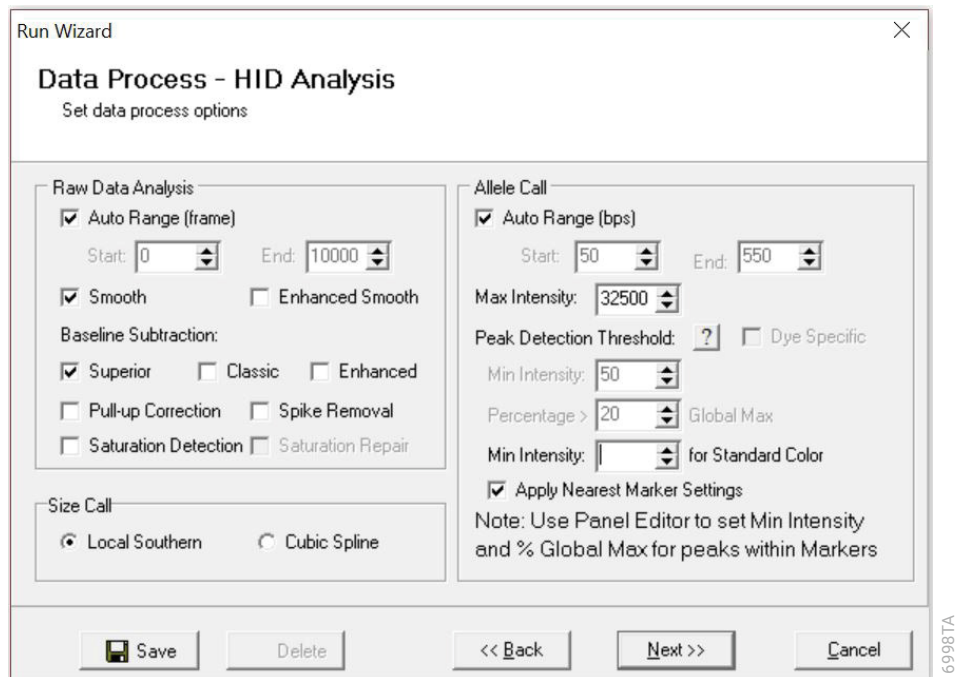 Run Wizard
Data Process - HID Analysis
Set data process options
Raw Data Analysis
Auto Range (frame)
Start: 0 End: 10000
Smooth Enhanced Smooth
Baseline Subtraction:
Superior Classic Enhanced
Pull-up Correction Spike Removal
Saturation Detection Saturation Repair
Size Call
Local Southern Cubic Spline
Allele Call
Auto Range (bps)
Start: 50 End: 550
Max Intensity: 32500
Peak Detection Threshold: ? Dye Specific
Min Intensity: 50
Percentage > 20 Global Max
Min Intensity: for Standard Color
Apply Nearest Marker Settings
Note: Use Panel Editor to set Min Intensity
and % Global Max for peaks within Markers
Save Delete << Back Next >> Cancel
6998TA